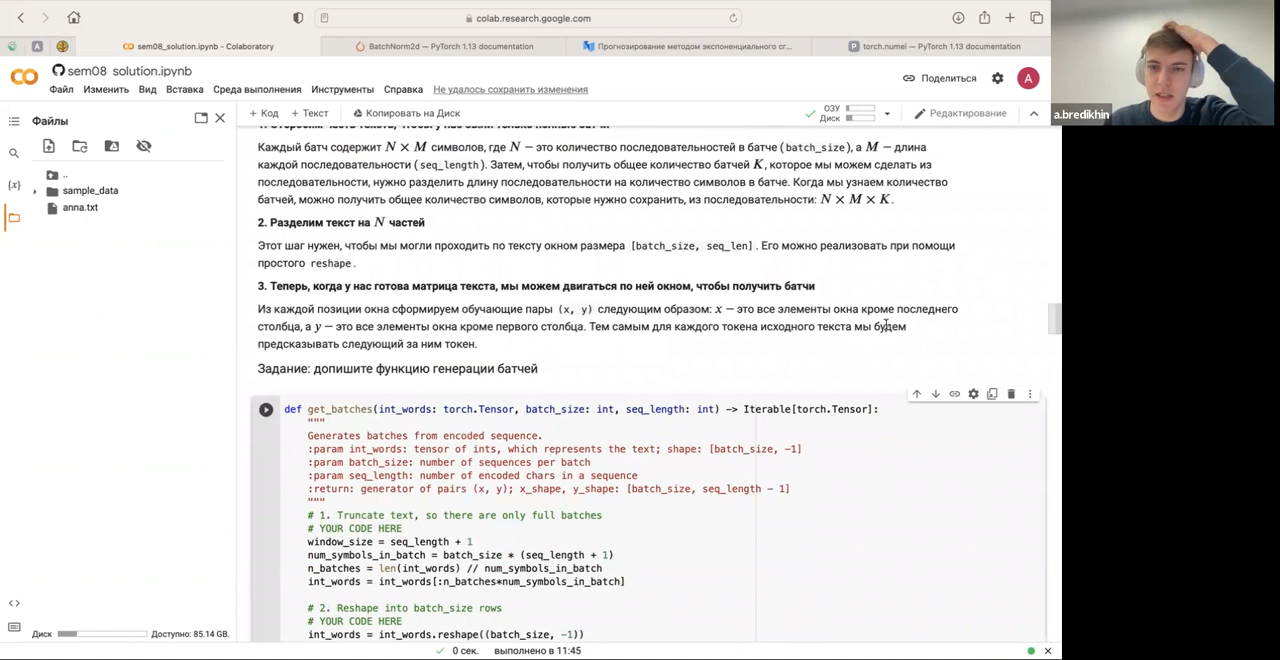 colab.research.google.com
sem08_solution.ipynb - Colaboratory
BatchNorm2d — PyTorch 1.13 documentation
Прогнозирование методом экспоненциального сг...
torch.numel — PyTorch 1.13 documentation
sem08 solution.ipynb
Файл Изменить Вид Вставка Среда выполнения Инструменты Справка Не удалось сохранить изменения
Поделиться
A
a.bredikhin
Файлы
+ Код + Текст Копировать на Диск
ОЗУ
Диск
Редактирование
..
sample_data
anna.txt
Каждый батч содержит N × M символов, где N – это количество последовательностей в батче (batch_size), а M – длина
каждой последовательности (seq_length). Затем, чтобы получить общее количество батчей K, которое мы можем сделать из
последовательности, нужно разделить длину последовательности на количество символов в батче. Когда мы узнаем количество
батчей, можно получить общее количество символов, которые нужно сохранить, из последовательности: N × M × K.
2. Разделим текст на N частей
Этот шаг нужен, чтобы мы могли проходить по тексту окном размера [batch_size, seq_len]. Его можно реализовать при помощи
простого reshape.
3. Теперь, когда у нас готова матрица текста, мы можем двигаться по ней окном, чтобы получить батчи
Из каждой позиции окна сформируем обучающие пары (x, y) следующим образом: x – это все элементы окна кроме последнего
столбца, а y – это все элементы окна кроме первого столбца. Тем самым для каждого токена исходного текста мы будем
предсказывать следующий за ним токен.
Задание: допишите функцию генерации батчей
def get_batches(int_words: torch.Tensor, batch_size: int, seq_length: int) -> Iterable[torch.Tensor]:
"""
Generates batches from encoded sequence.
:param int_words: tensor of ints, which represents the text; shape: [batch_size, -1]
:param batch_size: number of sequences per batch
:param seq_length: number of encoded chars in a sequence
:return: generator of pairs (x, y); x_shape, y_shape: [batch_size, seq_length - 1]
"""
# 1. Truncate text, so there are only full batches
# YOUR CODE HERE
window_size = seq_length + 1
num_symbols_in_batch = batch_size * (seq_length + 1)
n_batches = len(int_words) // num_symbols_in_batch
int_words = int_words[:n_batches*num_symbols_in_batch]
# 2. Reshape into batch_size rows
# YOUR CODE HERE
int_words = int_words.reshape((batch_size, -1))
Диск Доступно: 85.14 GB.
0 сек. выполнено в 11:45